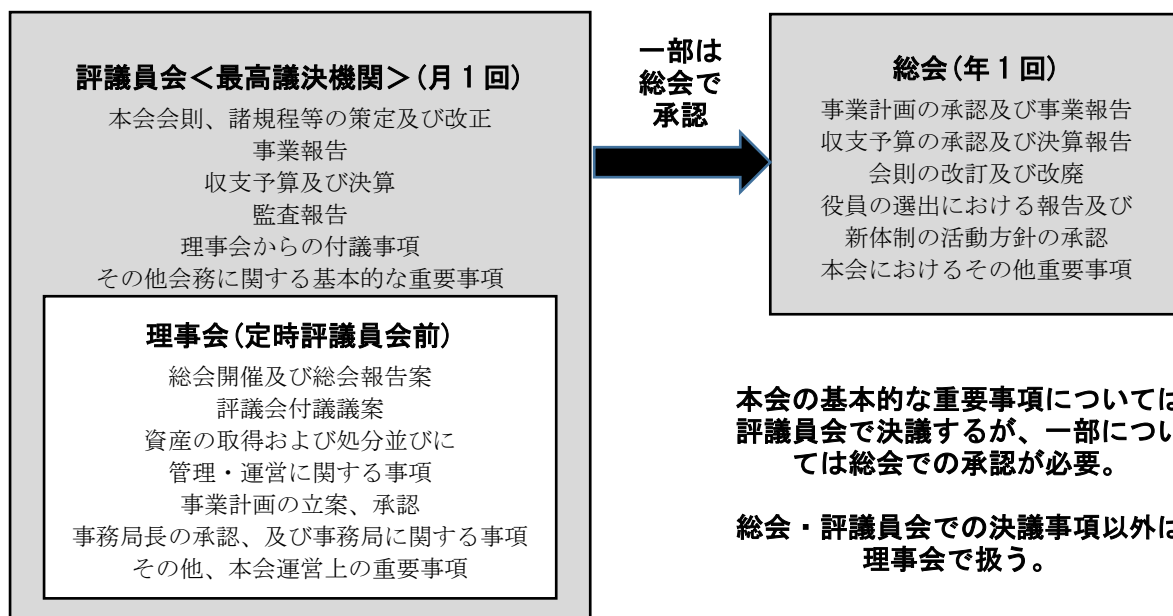 評議員会＜最高議決機関＞(月1回)
本会会則、諸規程等の策定及び改正
事業報告
収支予算及び決算
監査報告
理事会からの付議事項
その他会務に関する基本的な重要事項
理事会(定時評議員会前)
総会開催及び総会報告案
評議会付議議案
資産の取得および処分並びに
管理・運営に関する事項
事業計画の立案、承認
事務局長の承認、及び事務局に関する事項
その他、本会運営上の重要事項
一部は
総会で
承認
総会(年1回)
事業計画の承認及び事業報告
収支予算の承認及び決算報告
会則の改訂及び改廃
役員の選出における報告及び
新体制の活動方針の承認
本会におけるその他重要事項
本会の基本的な重要事項については
評議員会で決議するが、一部につい
ては総会での承認が必要。
総会・評議員会での決議事項以外は
理事会で扱う。